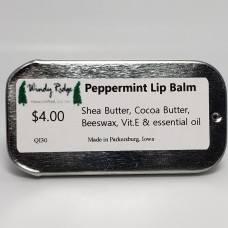 Windy Ridge
Peppermint Lip Balm
$4.00
Shea Butter, Cocoa Butter,
Beeswax, Vit.E & essential oil
QI30
Made in Parkersburg, Iowa